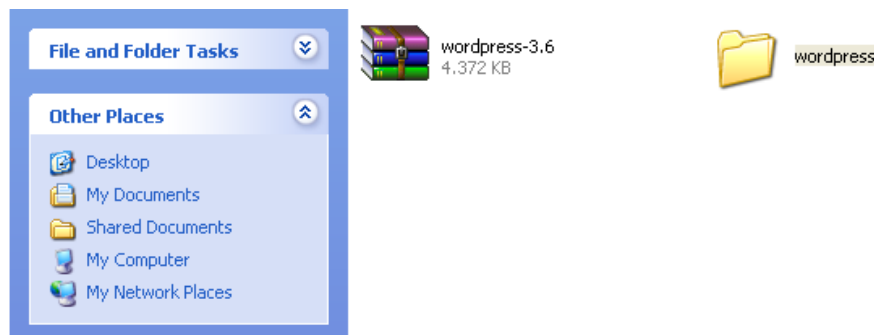 File and Folder Tasks
Other Places
Desktop
My Documents
Shared Documents
My Computer
My Network Places
wordpress-3.6
4.372 KB
wordpress